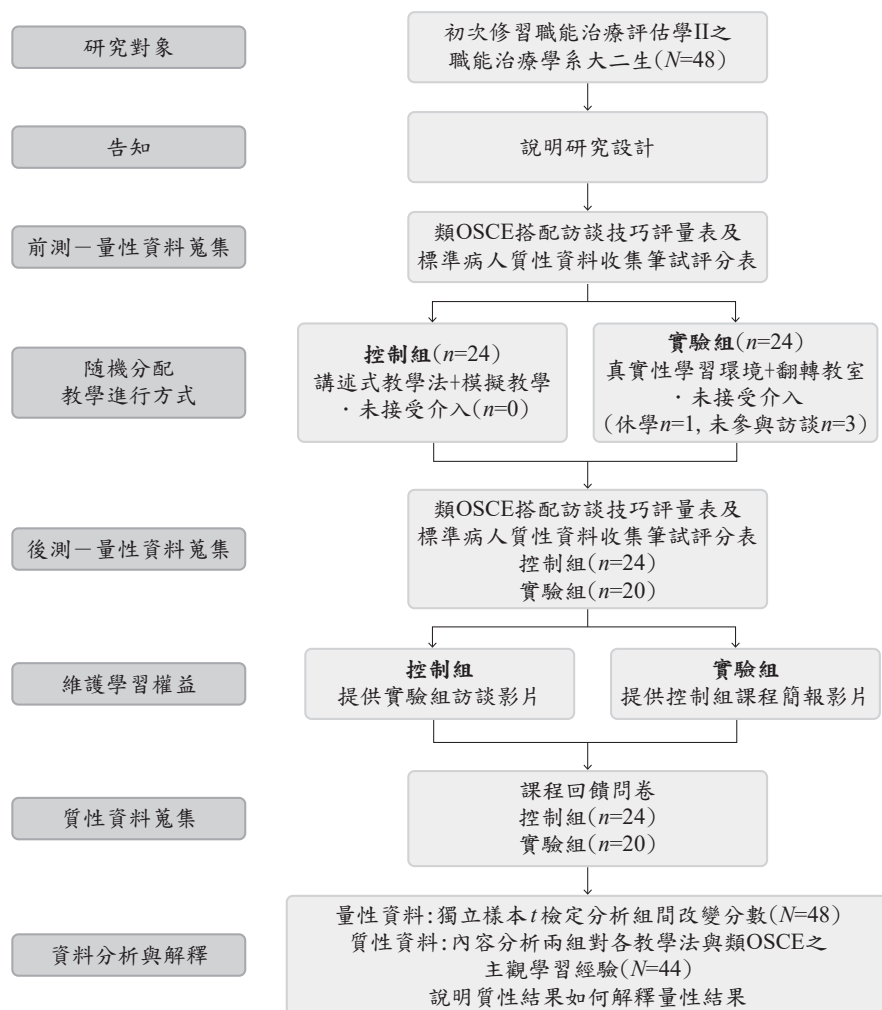 研究對象
初次修習職能治療評估學II之
職能治療學系大二生(N=48)
告知
說明研究設計
前測－量性資料蒐集
類OSCE搭配訪談技巧評量表及
標準病人質性資料收集筆試評分表
隨機分配
教學進行方式
控制組(n=24)
講述式教學法+模擬教學
．未接受介入(n=0)
實驗組(n=24)
真實性學習環境+翻轉教室
．未接受介入
(休學n=1, 未參與訪談n=3)
後測－量性資料蒐集
類OSCE搭配訪談技巧評量表及
標準病人質性資料收集筆試評分表
控制組(n=24)
實驗組(n=20)
維護學習權益
控制組
提供實驗組訪談影片
實驗組
提供控制組課程簡報影片
質性資料蒐集
課程回饋問卷
控制組(n=24)
實驗組(n=20)
資料分析與解釋
量性資料:獨立樣本t檢定分析組間改變分數(N=48)
質性資料:內容分析兩組對各教學法與類OSCE之
主觀學習經驗(N=44)
說明質性結果如何解釋量性結果